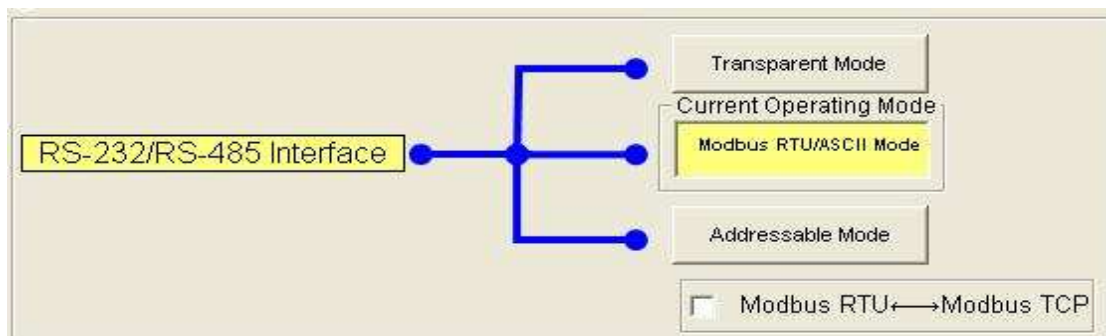 Transparent Mode
Current Operating Mode
RS-232/RS-485 Interface
Modbus RTU/ASCII Mode
Addressable Mode
Modbus RTU←→Modbus TCP